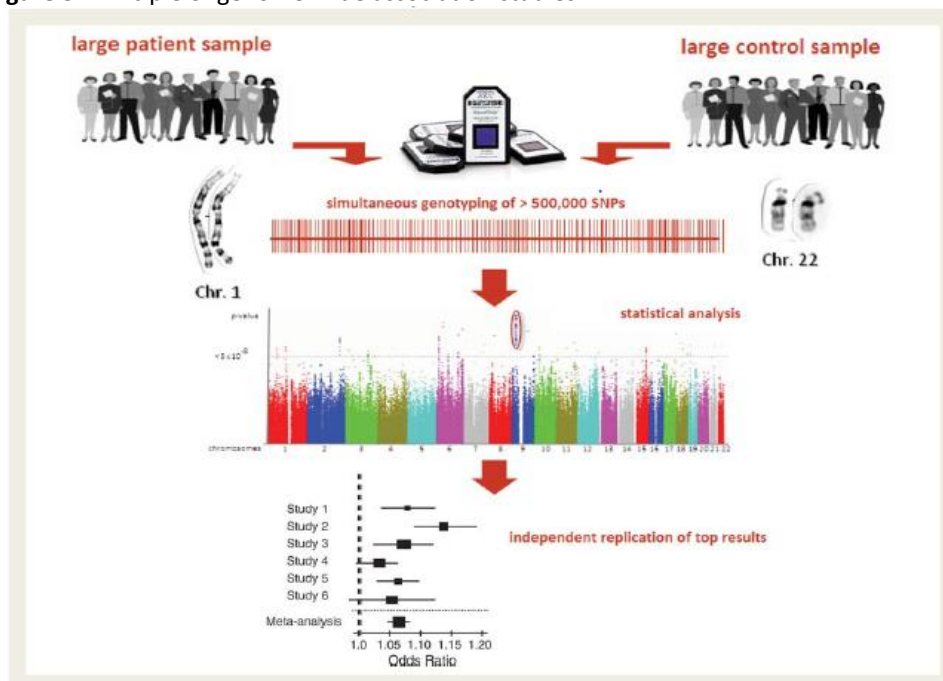 large patient sample
large control sample
simultaneous genotyping of > 500,000 SNPs
Chr. 1
Chr. 22
statistical analysis
p-value
chromosomes 1 2 3 4 5 6 7 8 9 10 11 12 13 14 15 16 17 18 19 20 21 22
Study 1
Study 2
Study 3
Study 4
Study 5
Study 6
independent replication of top results
Meta-analysis
1.0 1.05 1.10 1.15 1.20
Odds Ratio